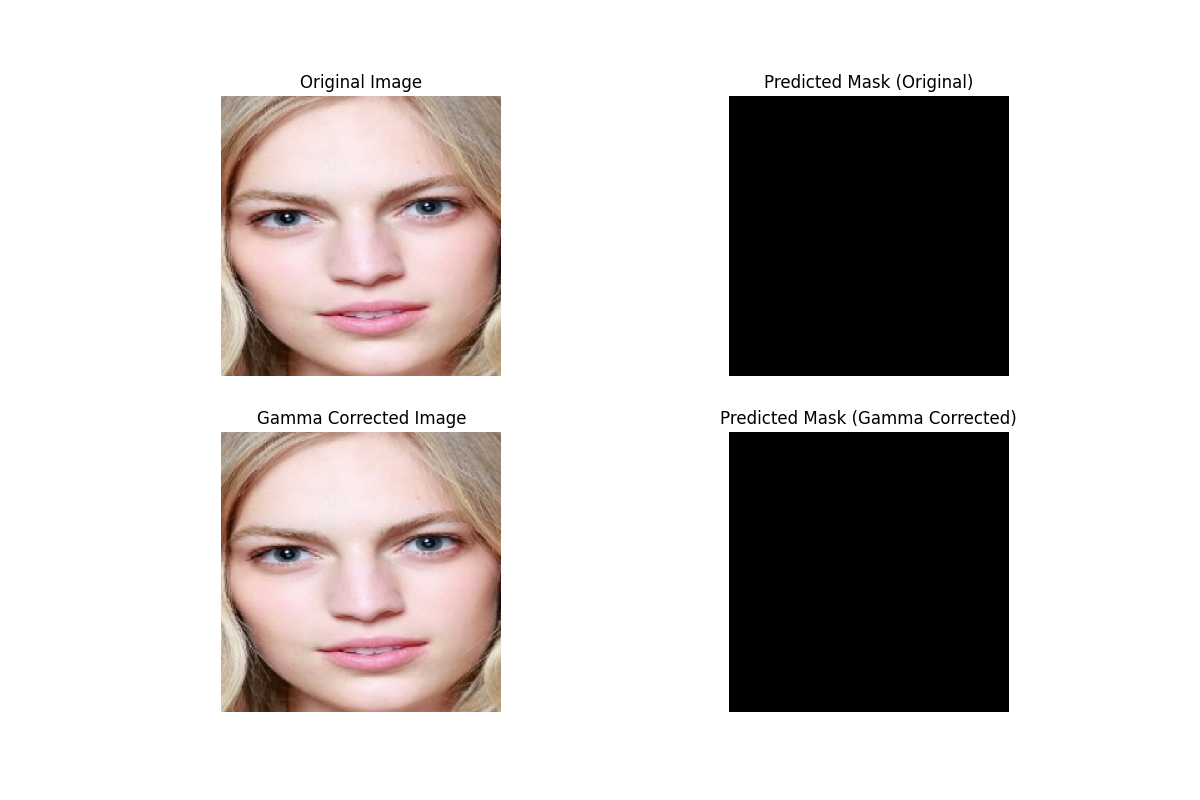 Original Image
Predicted Mask (Original)
Gamma Corrected Image
Predicted Mask (Gamma Corrected)